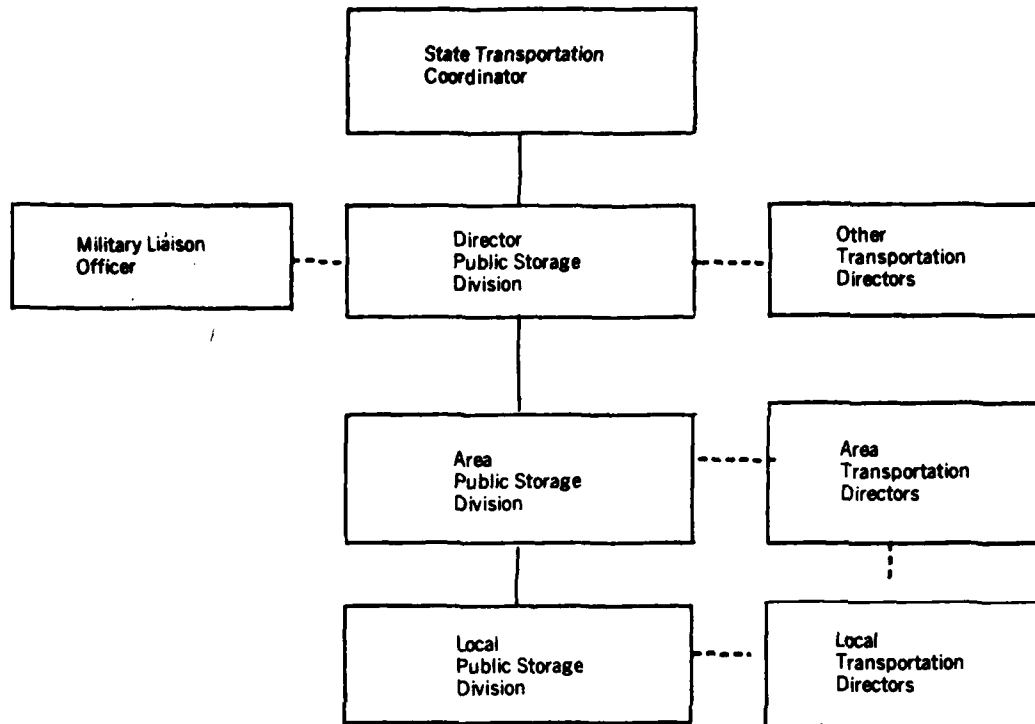 State Transportation
Coordinator
Military Liaison
Officer
Director
Public Storage
Division
Other
Transportation
Directors
Area
Public Storage
Division
Area
Transportation
Directors
Local
Public Storage
Division
Local
Transportation
Directors